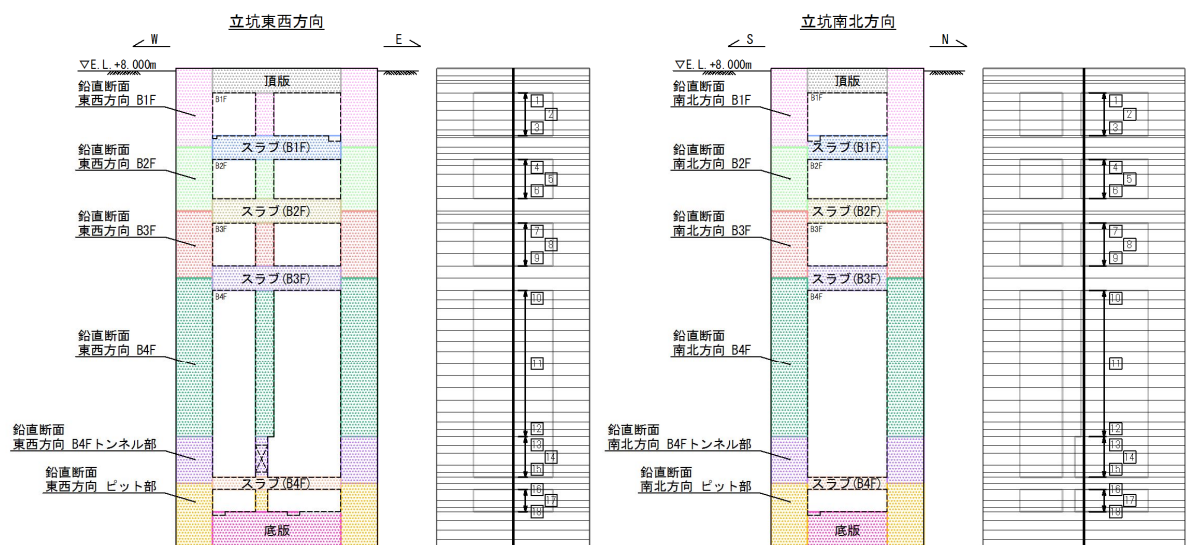 立坑東西方向
W
E
▽E.L.+8.000m
頂版
鉛直断面
東西方向 B1F
B1F
スラブ(B1F)
鉛直断面
東西方向 B2F
B2F
スラブ(B2F)
鉛直断面
東西方向 B3F
B3F
スラブ(B3F)
B4F
鉛直断面
東西方向 B4F
鉛直断面
東西方向 B4Fトンネル部
鉛直断面
東西方向 ピット部
スラブ(B4F)
底版
1
2
3
4
5
6
7
8
9
10
11
12
13
14
15
16
17
18
立坑南北方向
S
N
▽E.L.+8.000m
頂版
鉛直断面
南北方向 B1F
B1F
スラブ(B1F)
鉛直断面
南北方向 B2F
B2F
スラブ(B2F)
鉛直断面
南北方向 B3F
B3F
スラブ(B3F)
B4F
鉛直断面
南北方向 B4F
鉛直断面
南北方向 B4Fトンネル部
鉛直断面
南北方向 ピット部
スラブ(B4F)
底版
1
2
3
4
5
6
7
8
9
10
11
12
13
14
15
16
17
18